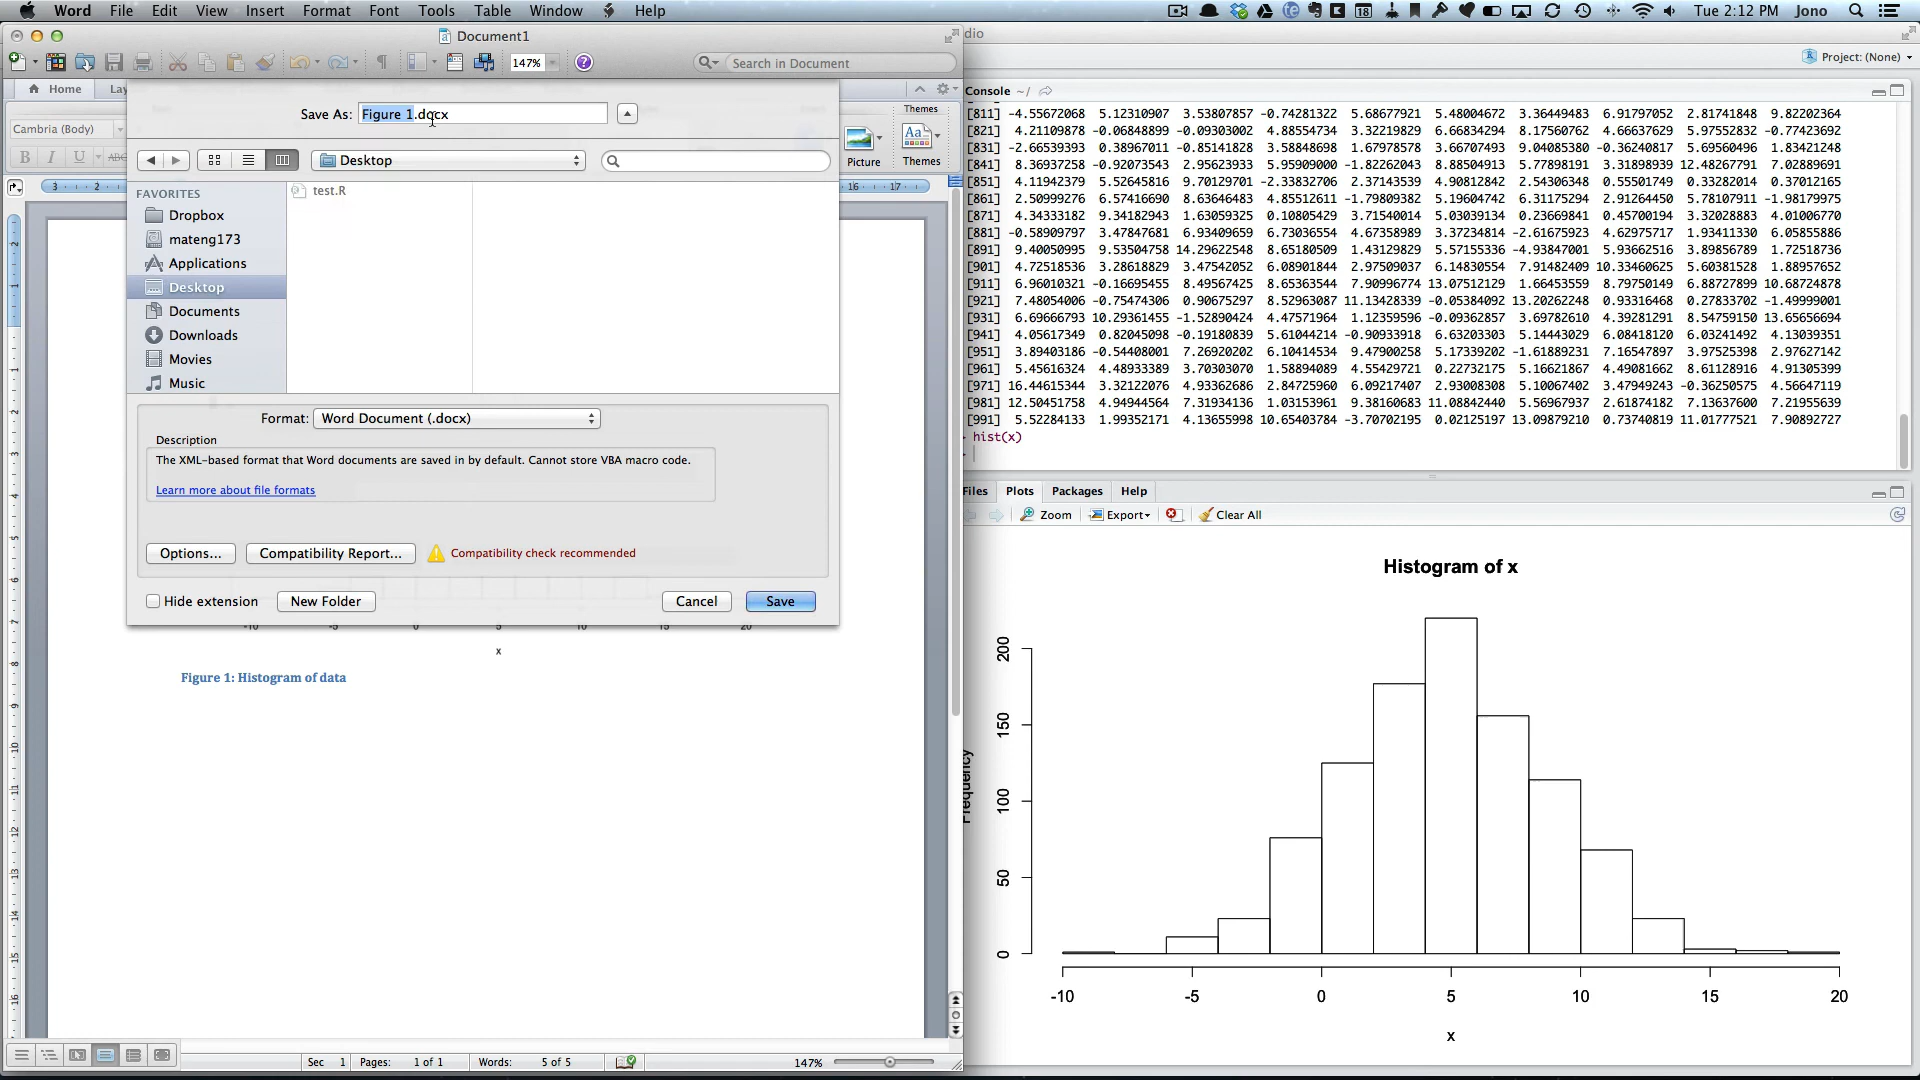 Word File Edit View Insert Format Font Tools Table Window Help
18 Tue 2:12 PM Jono
Document1
147%
Search in Document
Home
Cambria (Body)
B I U ABC
Themes
Picture
Themes
Save As: Figure 1.docx
Desktop
FAVORITES
Dropbox
mateng173
Applications
Desktop
Documents
Downloads
Movies
Music
test.R
Format: Word Document (.docx)
Description
The XML-based format that Word documents are saved in by default. Cannot store VBA macro code.
Learn more about file formats
Options...
Compatibility Report...
Compatibility check recommended
Hide extension
New Folder
Cancel
Save
-10 -5 0 5 10 15 20
x
Figure 1: Histogram of data
Sec 1 Pages: 1 of 1 Words: 5 of 5 147%
dio
Project: (None)
Console ~/
[811] -4.55672068 5.12310907 3.53807857 -0.74281322 5.68677921 5.48004672 3.36449483 6.91797052 2.81741848 9.82202364
[821] 4.21109878 -0.06848899 -0.09303002 4.88554734 3.32219829 6.66834294 8.17560762 4.66637629 5.97552832 -0.77423692
[831] -2.66539393 0.38967011 -0.85141828 3.58848698 1.67978578 3.66707493 9.04085380 -0.36240817 5.69560496 1.83421248
[841] 8.36937258 -0.92073543 2.95623933 5.95909000 -1.82262043 8.88504913 5.77898191 3.31898939 12.48267791 7.02889691
[851] 4.11942379 5.52645816 9.70129701 -2.33832706 2.37143539 4.90812842 2.54306348 0.55501749 0.33282014 0.37012165
[861] 2.50999276 6.57416690 8.63646483 4.85512611 -1.79809382 5.19604742 6.31175294 2.91264450 5.78107911 -1.98179975
[871] 4.34333182 9.34182943 1.63059325 0.10805429 3.71540014 5.03039134 0.23669841 0.45700194 3.32028883 4.01006770
[881] -0.58909797 3.47847681 6.93409659 6.73036554 4.67358989 3.37234814 -2.61675923 4.62975717 1.93411330 6.05855886
[891] 9.40050995 9.53504758 14.29622548 8.65180509 1.43129829 5.57155336 -4.93847001 5.93662516 3.89856789 1.72518736
[901] 4.72518536 3.28618829 3.47542052 6.08901844 2.97509037 6.14830554 7.91482409 10.33460625 5.60381528 1.88957652
[911] 6.96010321 -0.16695455 8.49567425 8.65363544 7.90996774 13.07512129 1.66453559 8.79750149 6.88727899 10.68724878
[921] 7.48054006 -0.75474306 0.90675297 8.52963087 11.13428339 -0.05384092 13.20262248 0.93316468 0.27833702 -1.49999001
[931] 6.69666793 10.29361455 -1.52890424 4.47571964 1.12359596 -0.09362857 3.69782610 4.39281291 8.54759150 13.65656694
[941] 4.05617349 0.82045098 -0.19180839 5.61044214 -0.90933918 6.63203303 5.14443029 6.08418120 6.03241492 4.13039351
[951] 3.89403186 -0.54408001 7.26920202 6.10414534 9.47900258 5.17339202 -1.61889231 7.16547897 3.97525398 2.97627142
[961] 5.45616324 4.48933389 3.70303070 1.58894089 4.55429721 0.22732175 5.16621867 4.49081662 8.61128916 4.91305399
[971] 16.44615344 3.32122076 4.93362686 2.84725960 6.09217407 2.93008308 5.10067402 3.47949243 -0.36250575 4.56647119
[981] 12.50451758 4.94944564 7.31934136 1.03153961 9.38160683 11.08842440 5.56967937 2.61874182 7.13637600 7.21955639
[991] 5.52284133 1.99352171 4.13655998 10.65403784 -3.70702195 0.02125197 13.09879210 0.73740819 11.01777521 7.90892727
hist(x)
Files Plots Packages Help
Zoom Export Clear All
Histogram of x
Frequency
200
150
100
50
0
-10 -5 0 5 10 15 20
x